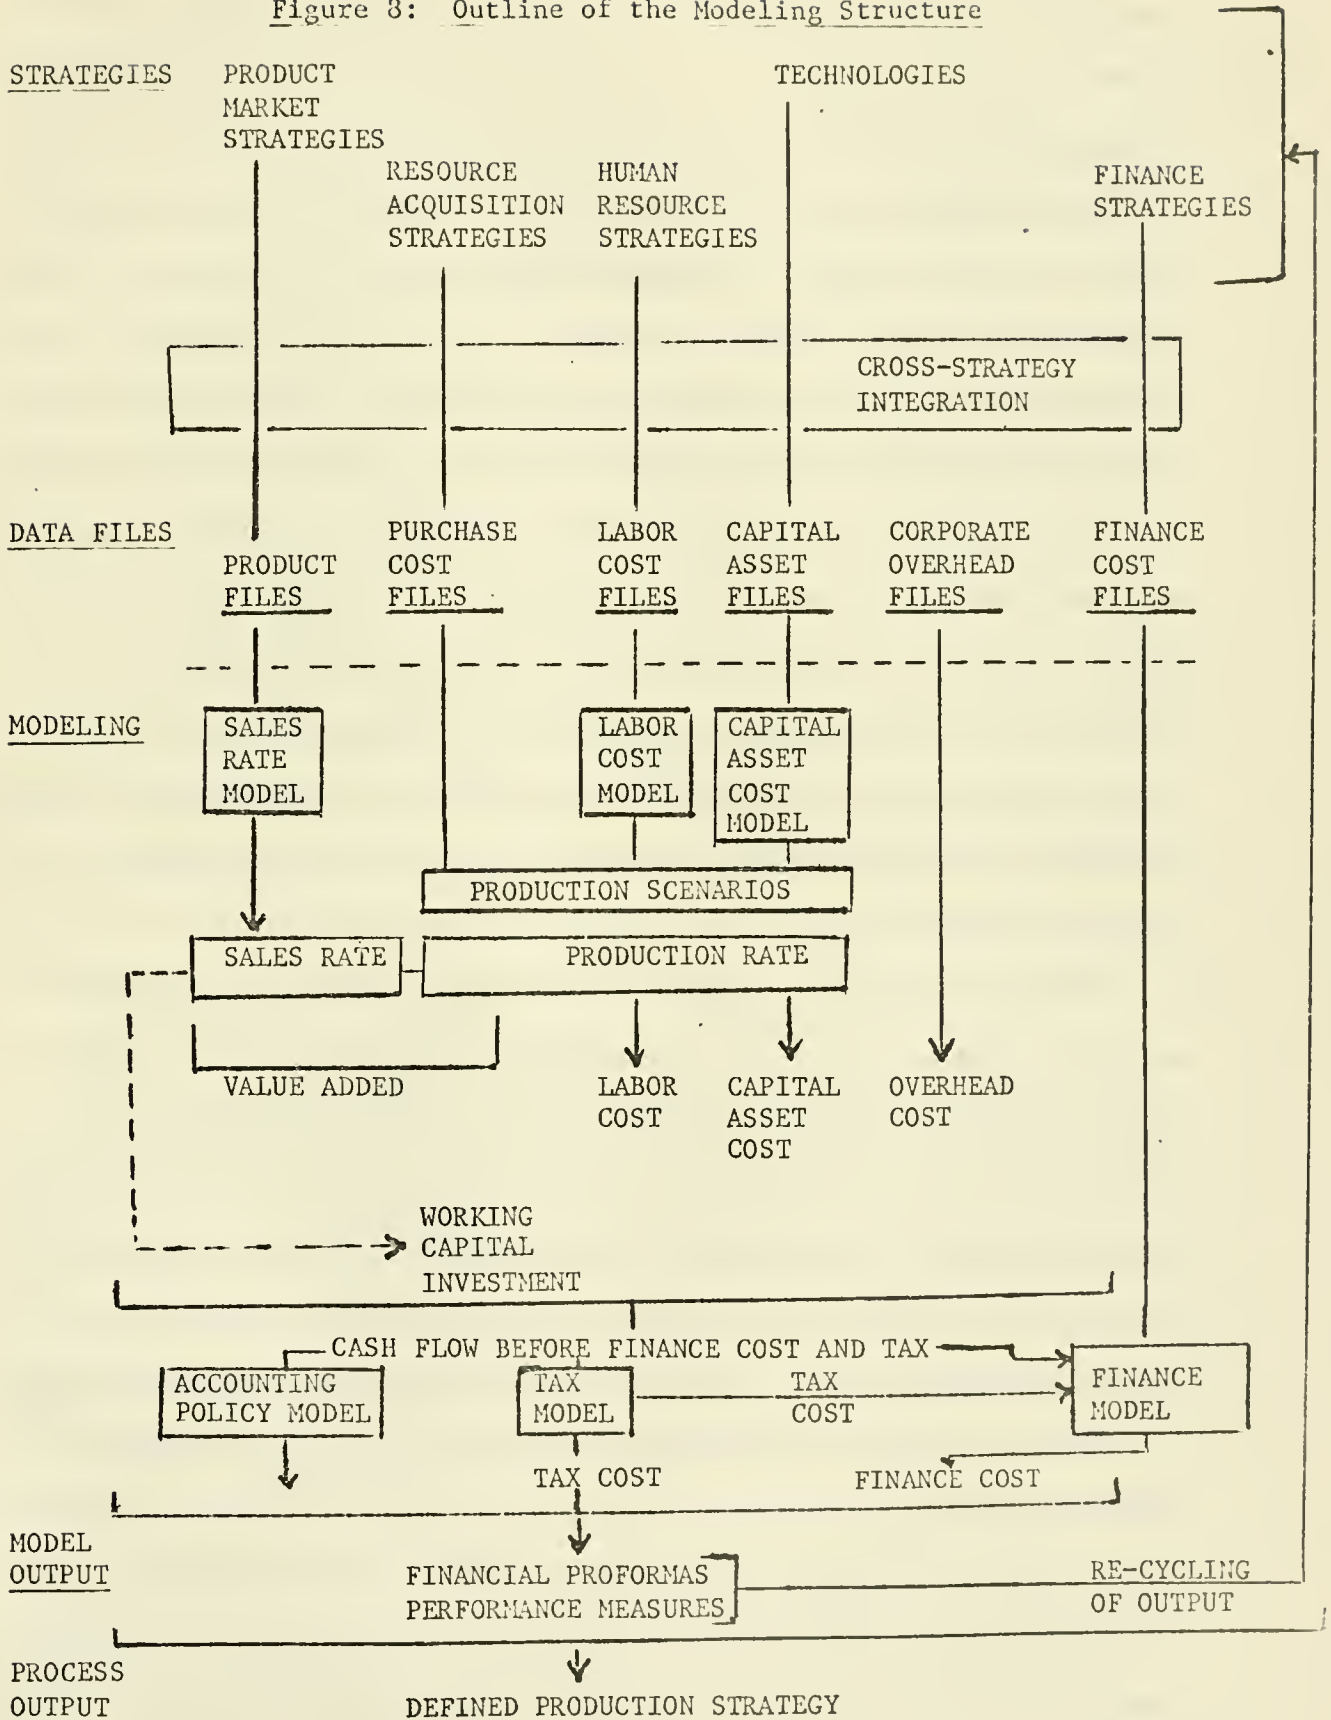 Figure 8: Outline of the Modeling Structure
STRATEGIES
PRODUCT
MARKET
STRATEGIES
RESOURCE
ACQUISITION
STRATEGIES
HUMAN
RESOURCE
STRATEGIES
TECHNOLOGIES
FINANCE
STRATEGIES
CROSS-STRATEGY
INTEGRATION
DATA FILES
PRODUCT
FILES
PURCHASE
COST
FILES
LABOR
COST
FILES
CAPITAL
ASSET
FILES
CORPORATE
OVERHEAD
FILES
FINANCE
COST
FILES
MODELING
SALES
RATE
MODEL
LABOR
COST
MODEL
CAPITAL
ASSET
COST
MODEL
PRODUCTION SCENARIOS
SALES RATE
PRODUCTION RATE
VALUE ADDED
LABOR
COST
CAPITAL
ASSET
COST
OVERHEAD
COST
WORKING
CAPITAL
INVESTMENT
CASH FLOW BEFORE FINANCE COST AND TAX
ACCOUNTING
POLICY MODEL
TAX
MODEL
TAX
COST
FINANCE
MODEL
TAX COST
FINANCE COST
MODEL
OUTPUT
FINANCIAL PROFORMAS
PERFORMANCE MEASURES
RE-CYCLING
OF OUTPUT
PROCESS
OUTPUT
DEFINED PRODUCTION STRATEGY